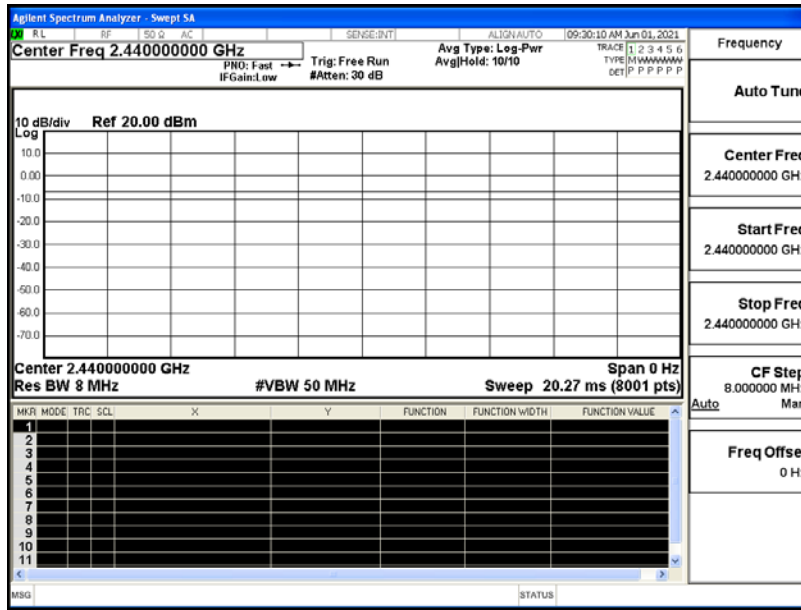 Agilent Spectrum Analyzer - Swept SA
RL RF 50 Ω AC SENSE:INT ALIGNAUTO 09:30:10 AM Jun 01, 2021
Center Freq 2.440000000 GHz
PNO: Fast
IFGain:Low
Trig: Free Run
#Atten: 30 dB
Avg Type: Log-Pwr
Avg|Hold: 10/10
TRACE 1 2 3 4 5 6
TYPE M WWWWW
DET P P P P P P
10 dB/div Ref 20.00 dBm
Log
10.0
0.00
-10.0
-20.0
-30.0
-40.0
-50.0
-60.0
-70.0
Center 2.440000000 GHz Span 0 Hz
Res BW 8 MHz #VBW 50 MHz Sweep 20.27 ms (8001 pts)
MKR MODE TRC SCL X Y FUNCTION FUNCTION WIDTH FUNCTION VALUE
1
2
3
4
5
6
7
8
9
10
11
MSG STATUS
Frequency
Auto Tune
Center Freq
2.440000000 GHz
Start Freq
2.440000000 GHz
Stop Freq
2.440000000 GHz
CF Step
8.000000 MHz
Auto Man
Freq Offset
0 Hz